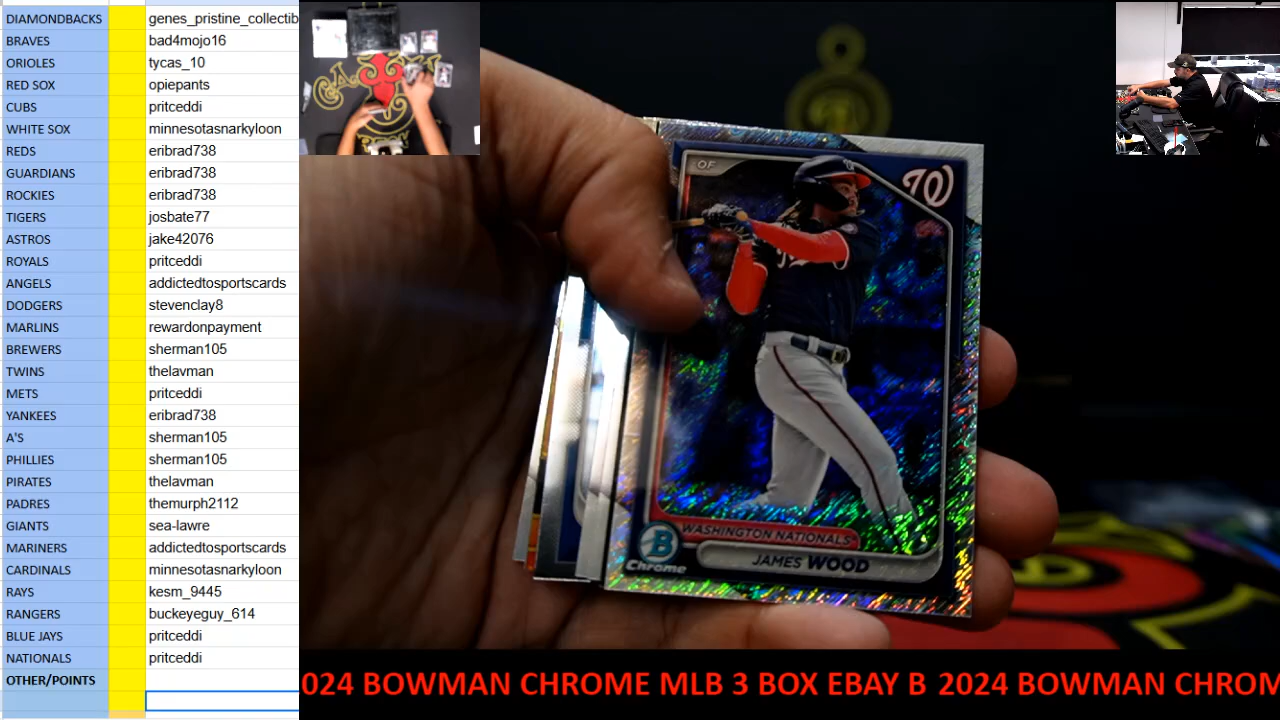 DIAMONDBACKS genes_pristine_collectib
BRAVES bad4mojo16
ORIOLES tycas_10
RED SOX opiepants
CUBS pritceddi
WHITE SOX minnesotasnarkyloon
REDS eribrad738
GUARDIANS eribrad738
ROCKIES eribrad738
TIGERS josbate77
ASTROS jake42076
ROYALS pritceddi
ANGELS addictedtosportscards
DODGERS stevenclay8
MARLINS rewardonpayment
BREWERS sherman105
TWINS thelavman
METS pritceddi
YANKEES eribrad738
A'S sherman105
PHILLIES sherman105
PIRATES thelavman
PADRES themurph2112
GIANTS sea-lawre
MARINERS addictedtosportscards
CARDINALS minnesotasnarkyloon
RAYS kesm_9445
RANGERS buckeyeguy_614
BLUE JAYS pritceddi
NATIONALS pritceddi
OTHER/POINTS
OF
W
WASHINGTON NATIONALS
B
Chrome
JAMES WOOD
024 BOWMAN CHROME MLB 3 BOX EBAY B 2024 BOWMAN CHROM